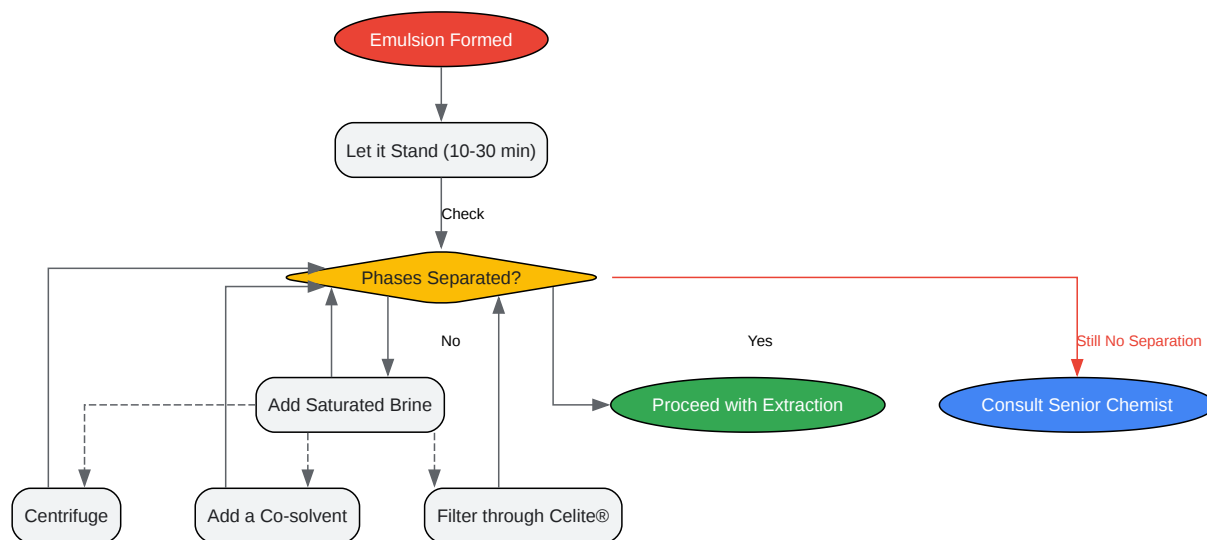 Emulsion Formed
Let it Stand (10-30 min)
Check
Phases Separated?
No
Yes
Still No Separation
Add Saturated Brine
Proceed with Extraction
Consult Senior Chemist
Centrifuge
Add a Co-solvent
Filter through Celite®